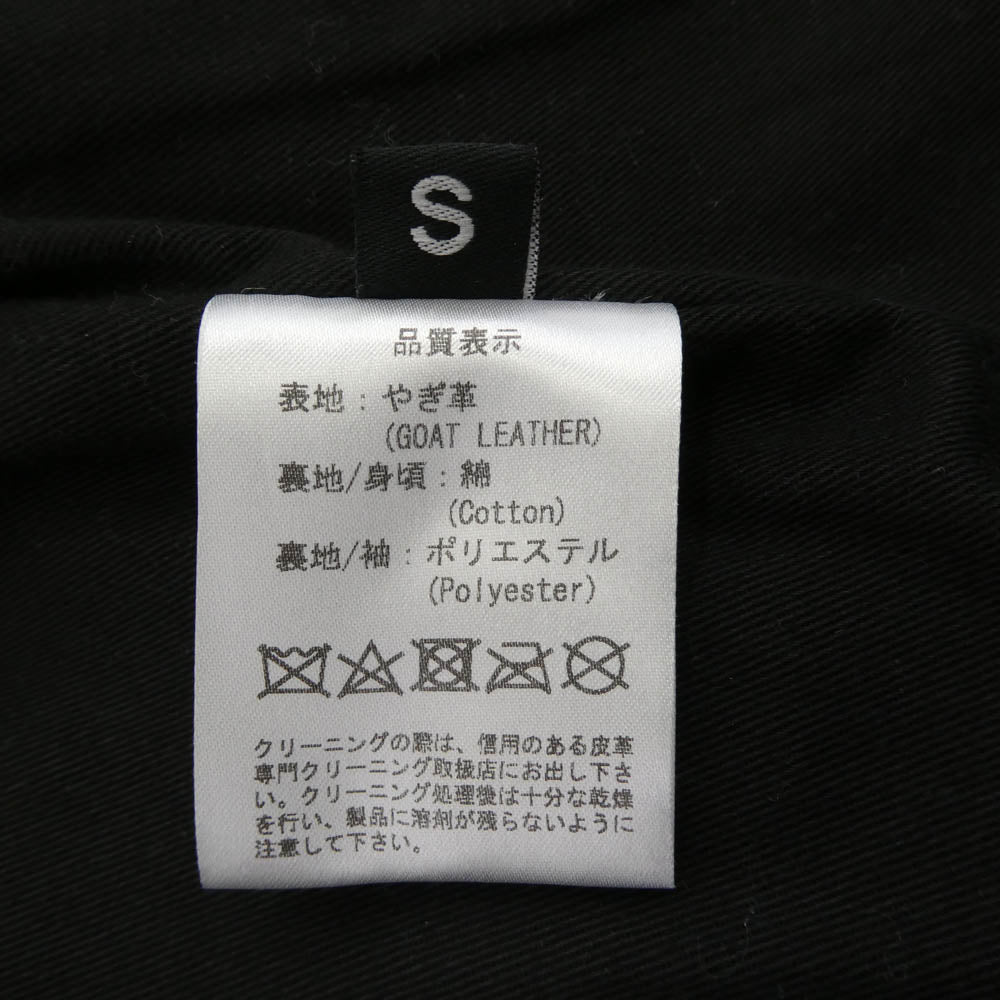 S
品質表示
表地：やぎ革
(GOAT LEATHER)
裏地/身頃：綿
(Cotton)
裏地/袖：ポリエステル
(Polyester)
クリーニングの際は、信用のある皮革
専門クリーニング取扱店にお出し下さ
い。クリーニング処理後は十分な乾燥
を行い、製品に溶剤が残らないように
注意して下さい。